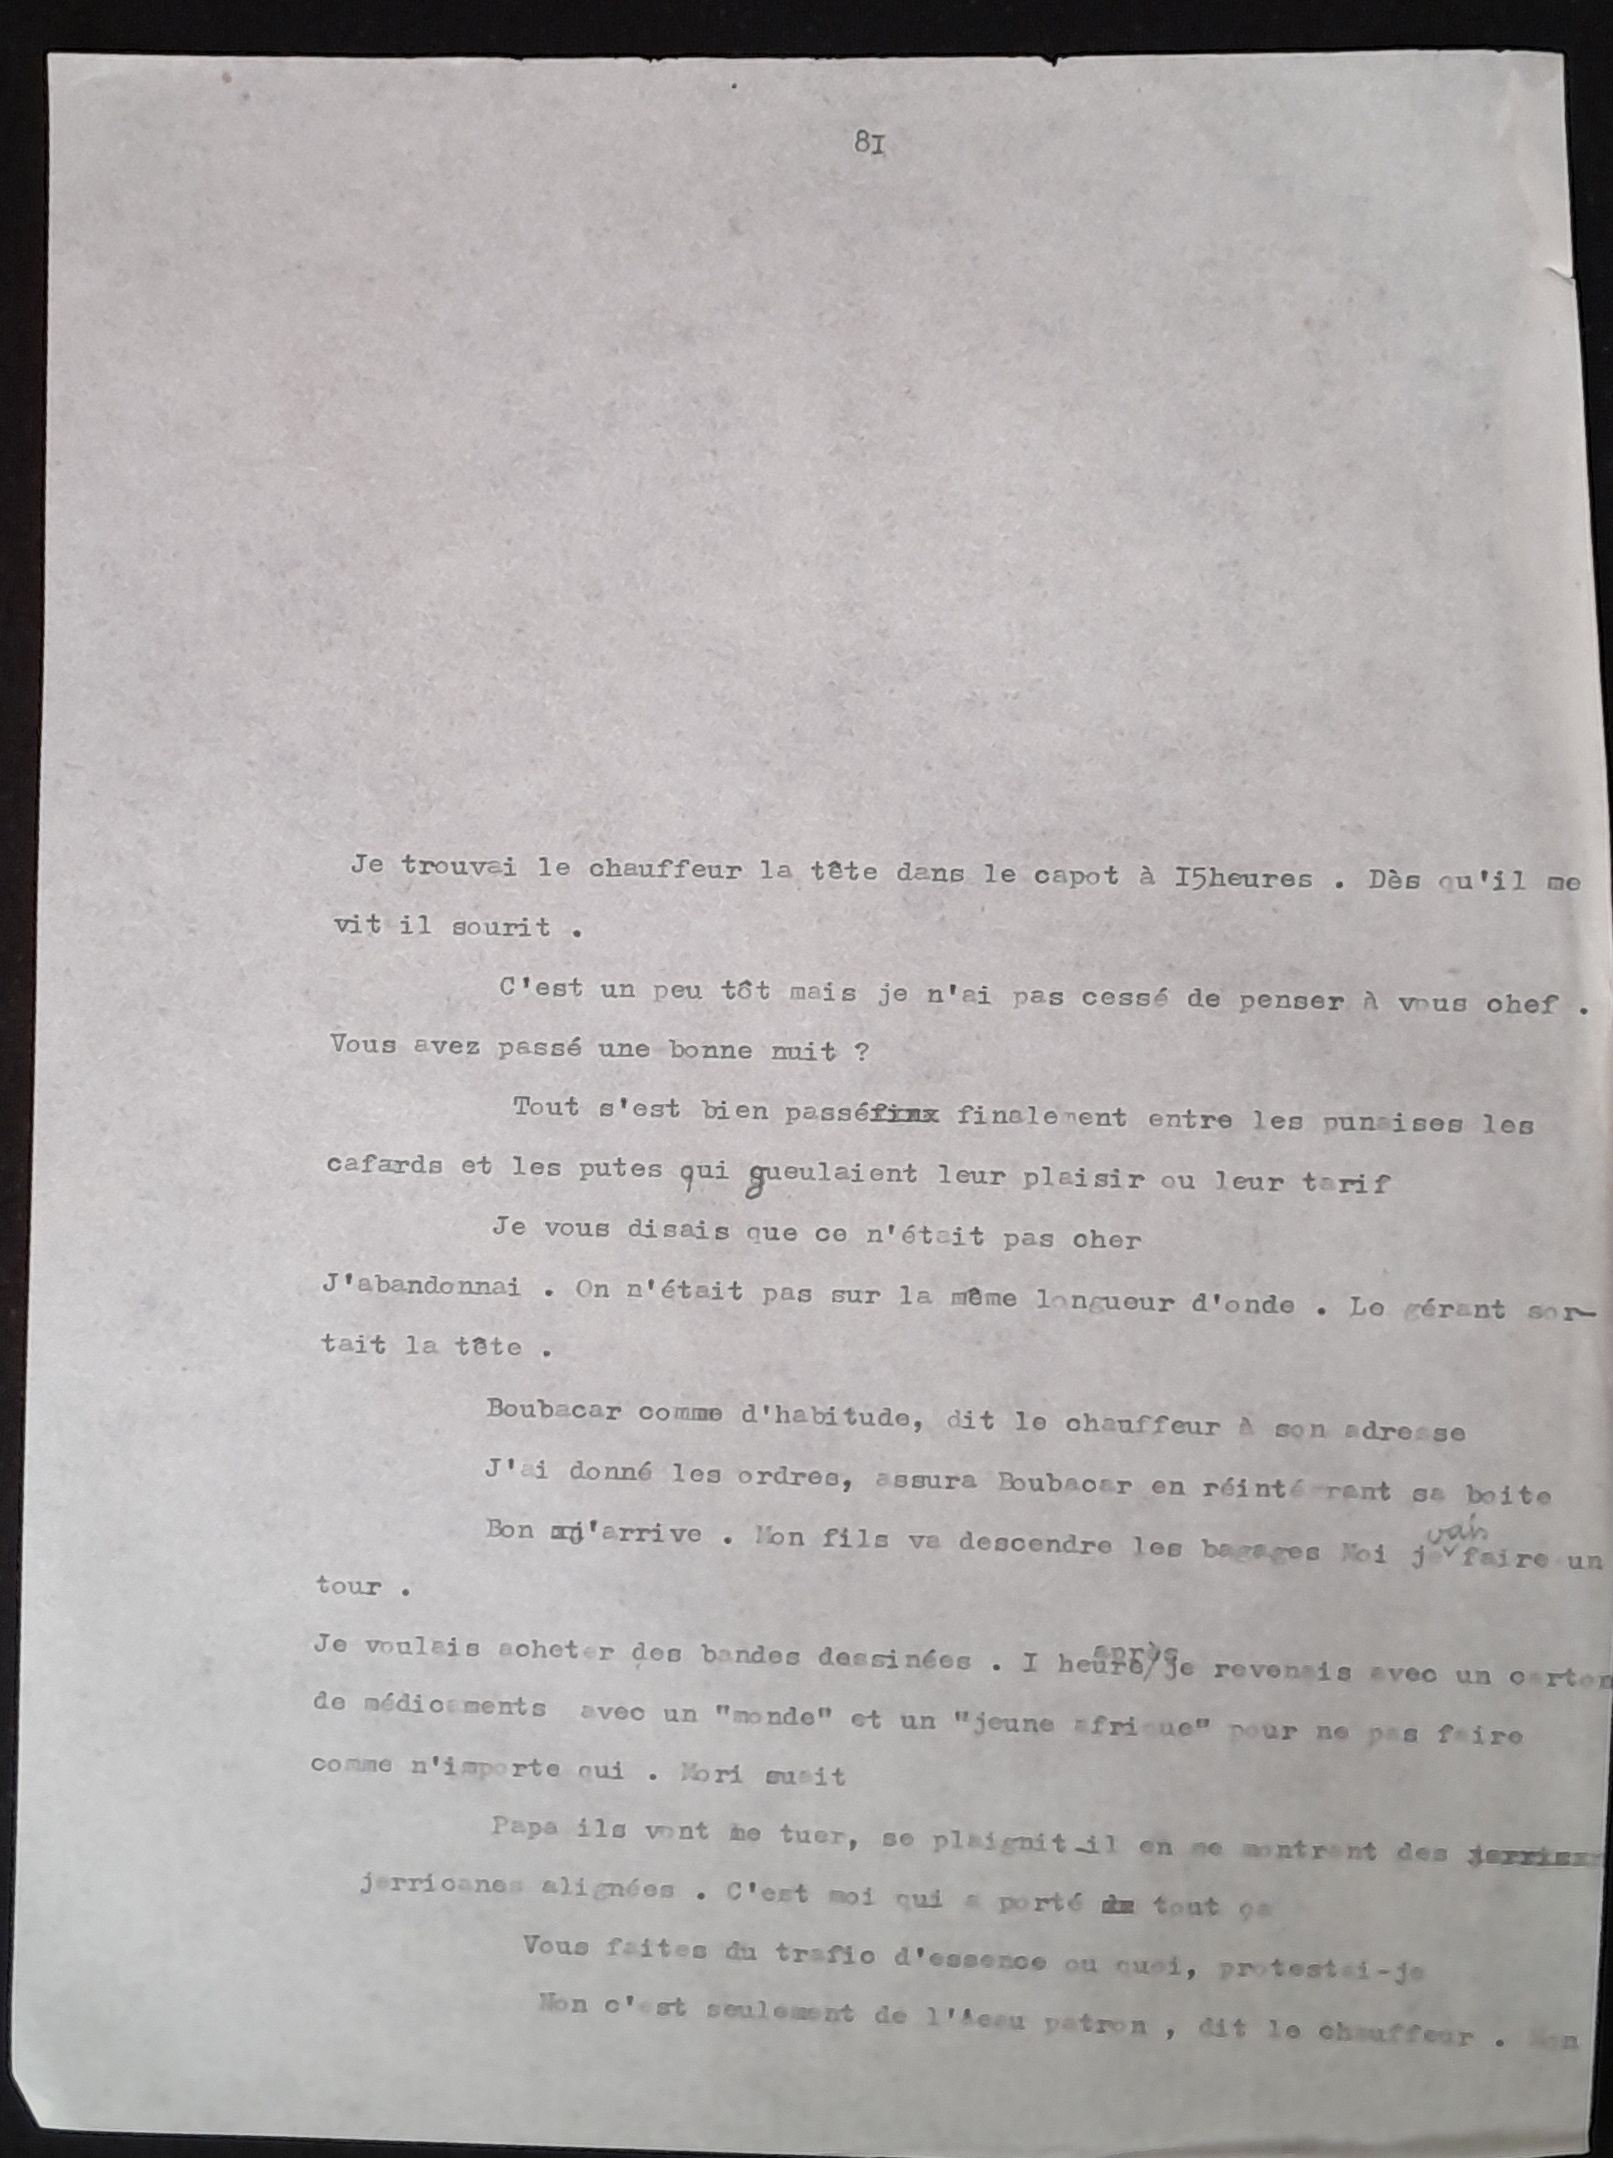 81
Je trouvai le chauffeur la tête dans le capot à I5heures . Dès qu'il me
vit il sourit .
C'est un peu tôt mais je n'ai pas cessé de penser à vous chef .
Vous avez passé une bonne nuit ?
Tout s'est bien passéfinx finalement entre les punaises les
cafards et les putes qui gueulaient leur plaisir ou leur tarif
Je vous disais que ce n'était pas cher
J'abandonnai . On n'était pas sur la même longueur d'onde . Le gérant sor-
tait la tête .
Boubacar comme d'habitude, dit le chauffeur à son adresse
J'ai donné les ordres, assura Boubacar en réintégrant sa boite
Bon j'arrive . Mon fils va descendre les bagages Moi je vais faire un
tour .
Je voulais acheter des bandes dessinées . I heure/après je revenais avec un carton
de médicaments avec un "monde" et un "jeune afrique" pour ne pas faire
comme n'importe qui . Mori suait
Papa ils vont me tuer, se plaignit-il en me montrant des jerrisxx
jerricanes alignées . C'est moi qui a porté tout ça
Vous faites du trafic d'essence ou quoi, protestai-je
Non c'est seulement de l'Aeau patron , dit le chauffeur . Mon